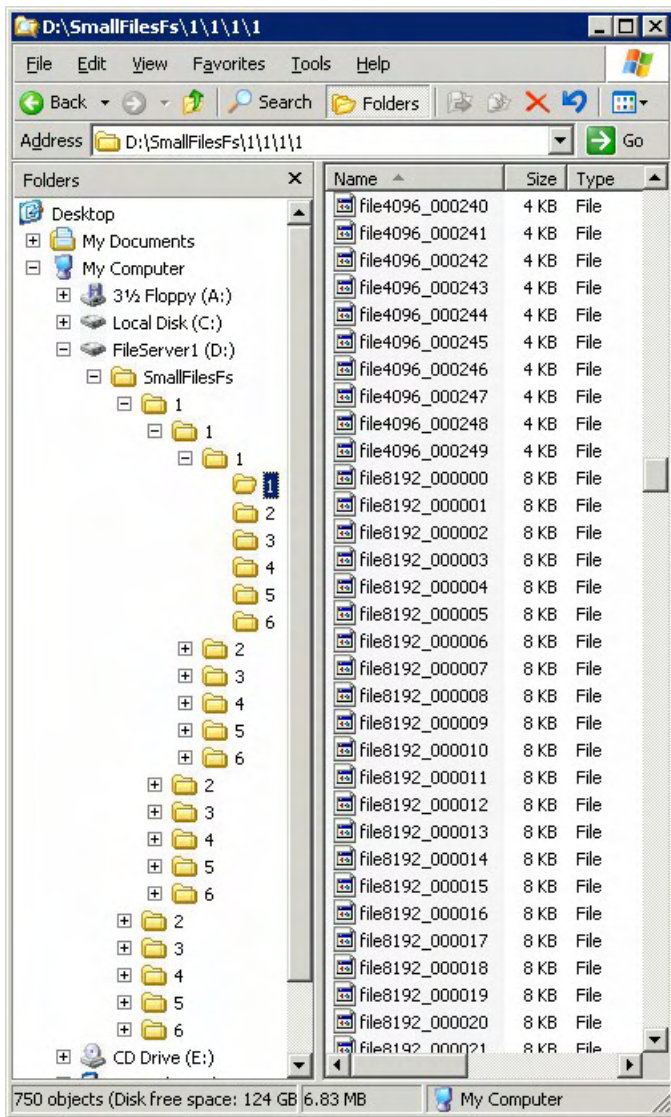 D:\SmallFilesFs\1\1\1\1
File Edit View Favorites Tools Help
Back Search Folders
Address D:\SmallFilesFs\1\1\1\1 Go
Folders x
Desktop
My Documents
My Computer
3½ Floppy (A:)
Local Disk (C:)
FileServer1 (D:)
SmallFilesFs
1
1
1
1
2
3
4
5
6
2
3
4
5
6
2
3
4
5
6
2
3
4
5
6
CD Drive (E:)
Name Size Type
file4096_000240 4 KB File
file4096_000241 4 KB File
file4096_000242 4 KB File
file4096_000243 4 KB File
file4096_000244 4 KB File
file4096_000245 4 KB File
file4096_000246 4 KB File
file4096_000247 4 KB File
file4096_000248 4 KB File
file4096_000249 4 KB File
file8192_000000 8 KB File
file8192_000001 8 KB File
file8192_000002 8 KB File
file8192_000003 8 KB File
file8192_000004 8 KB File
file8192_000005 8 KB File
file8192_000006 8 KB File
file8192_000007 8 KB File
file8192_000008 8 KB File
file8192_000009 8 KB File
file8192_000010 8 KB File
file8192_000011 8 KB File
file8192_000012 8 KB File
file8192_000013 8 KB File
file8192_000014 8 KB File
file8192_000015 8 KB File
file8192_000016 8 KB File
file8192_000017 8 KB File
file8192_000018 8 KB File
file8192_000019 8 KB File
file8192_000020 8 KB File
file8192_000021 8 KB File
750 objects (Disk free space: 124 GB 6.83 MB My Computer